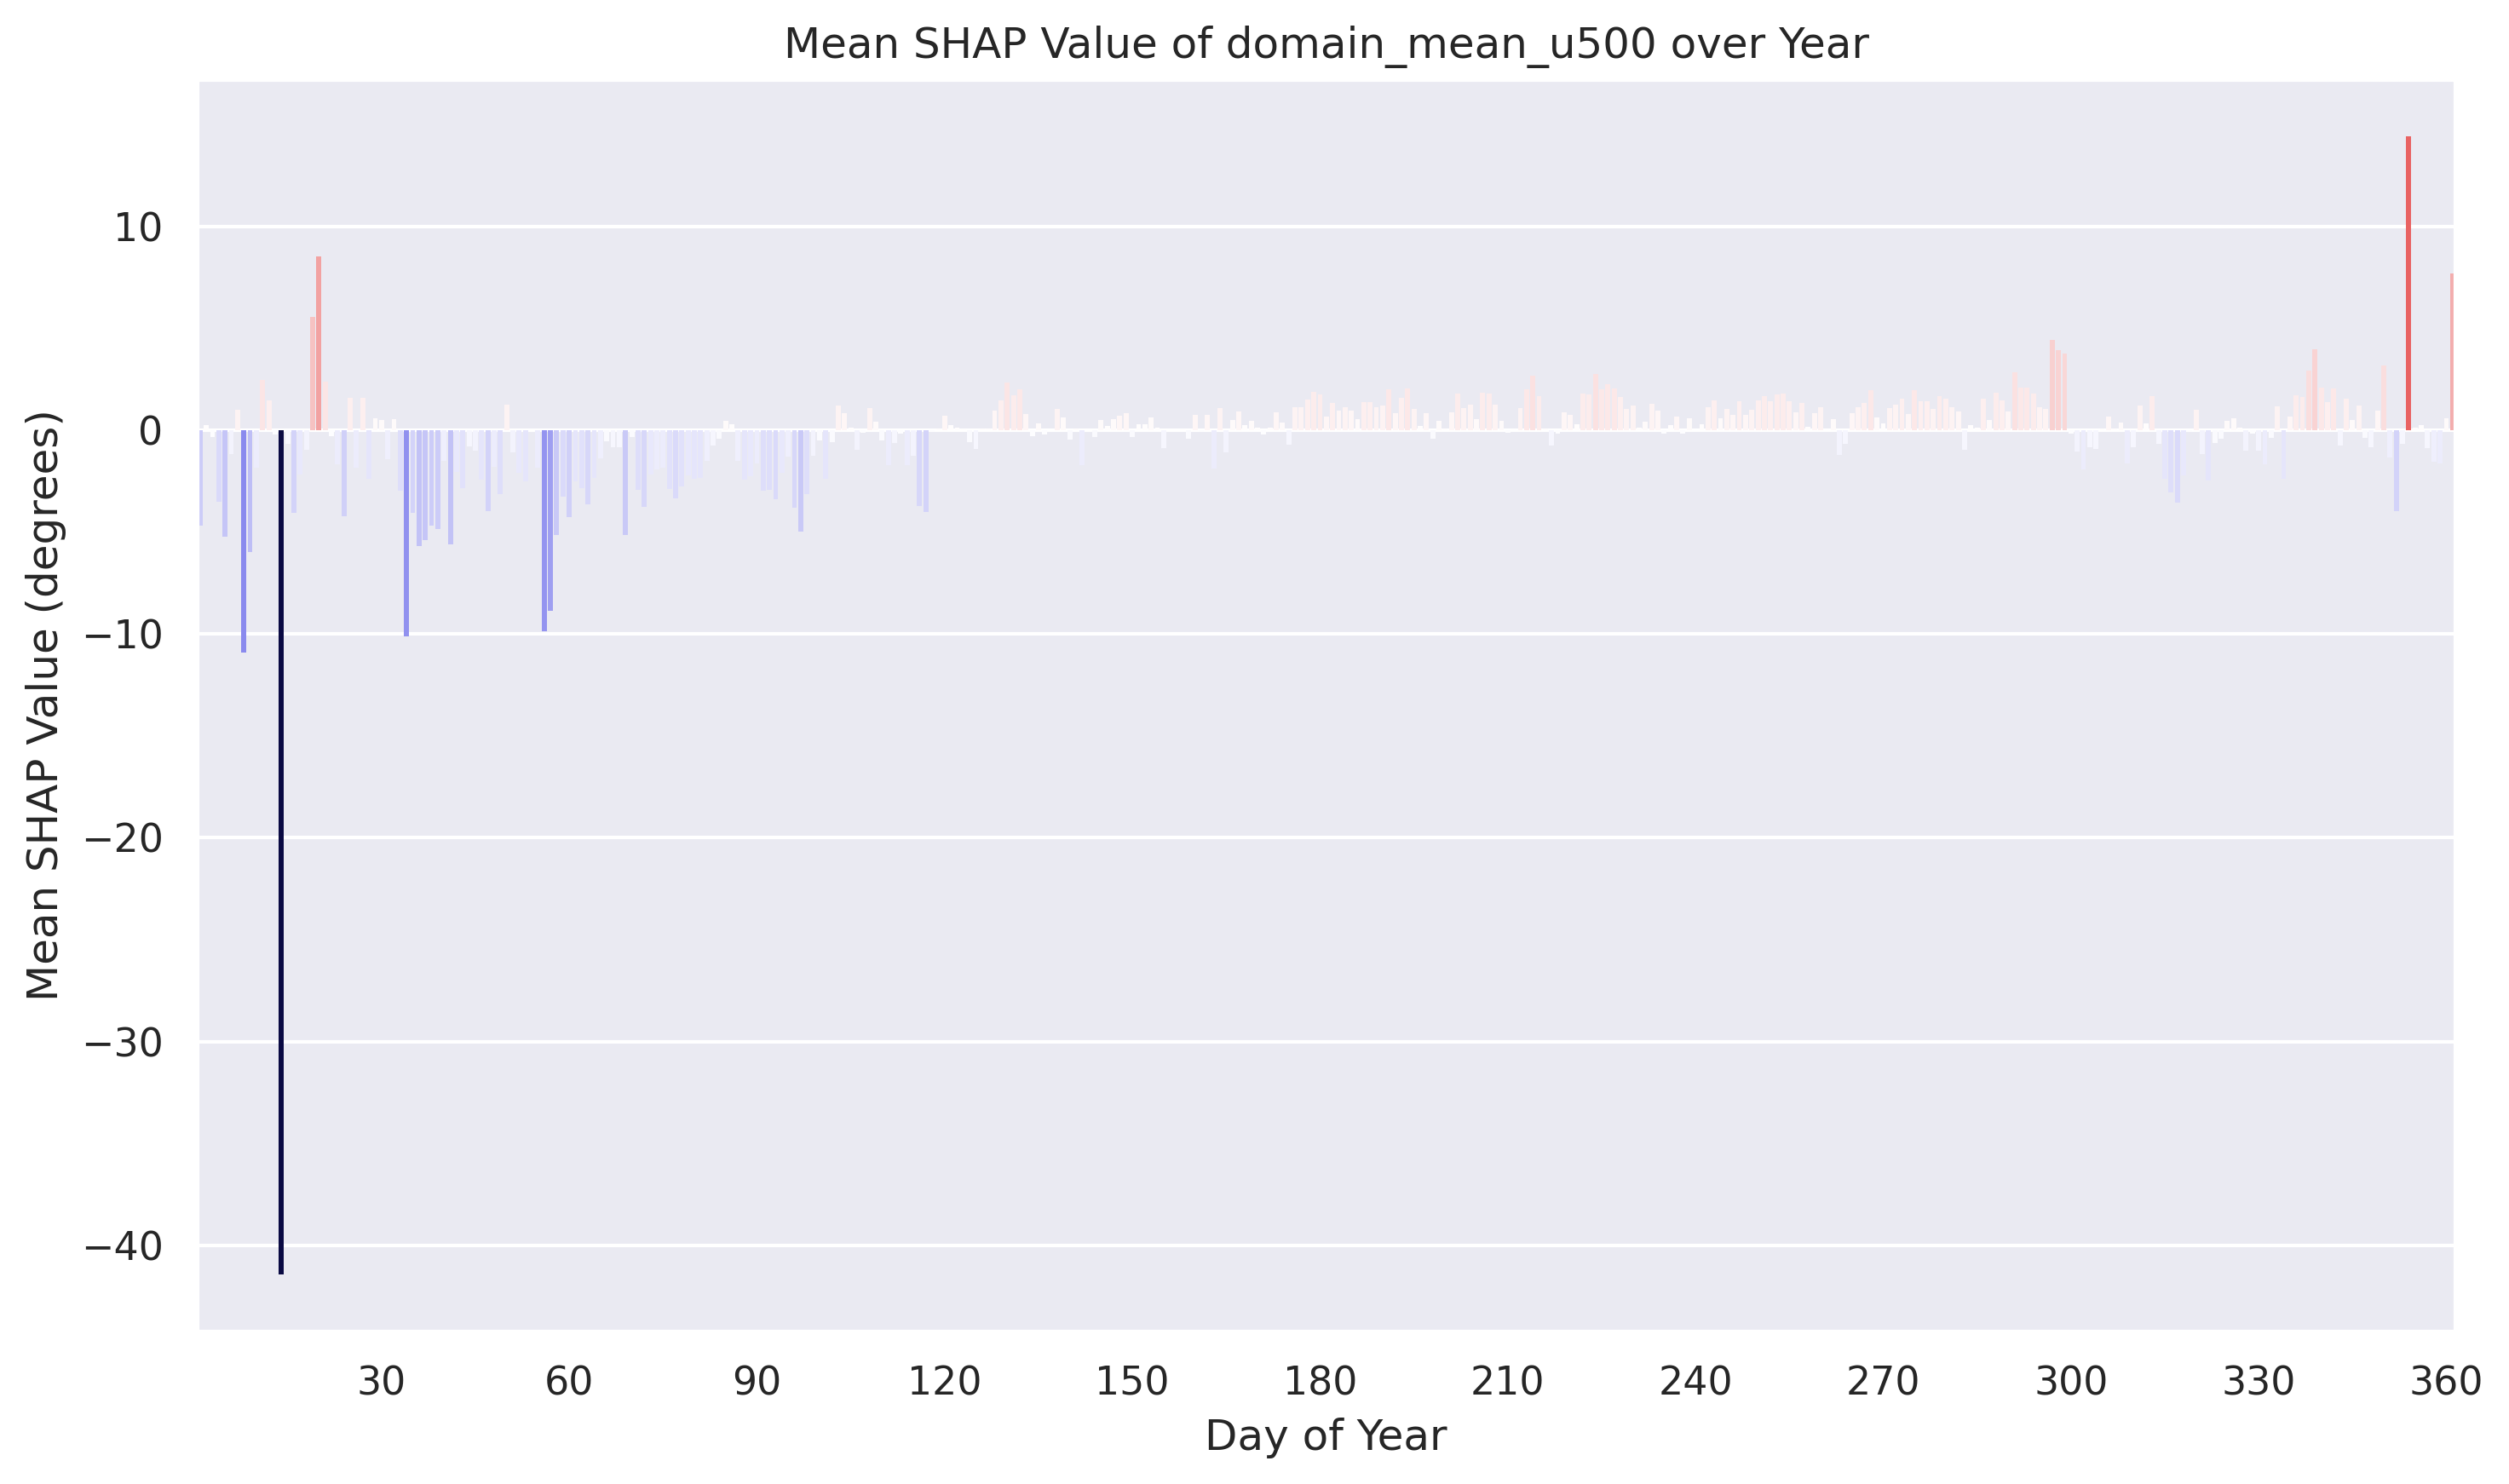 Mean SHAP Value of domain_mean_u500 over Year
Mean SHAP Value (degrees)
10
0
−10
−20
−30
−40
30 60 90 120 150 180 210 240 270 300 330 360
Day of Year